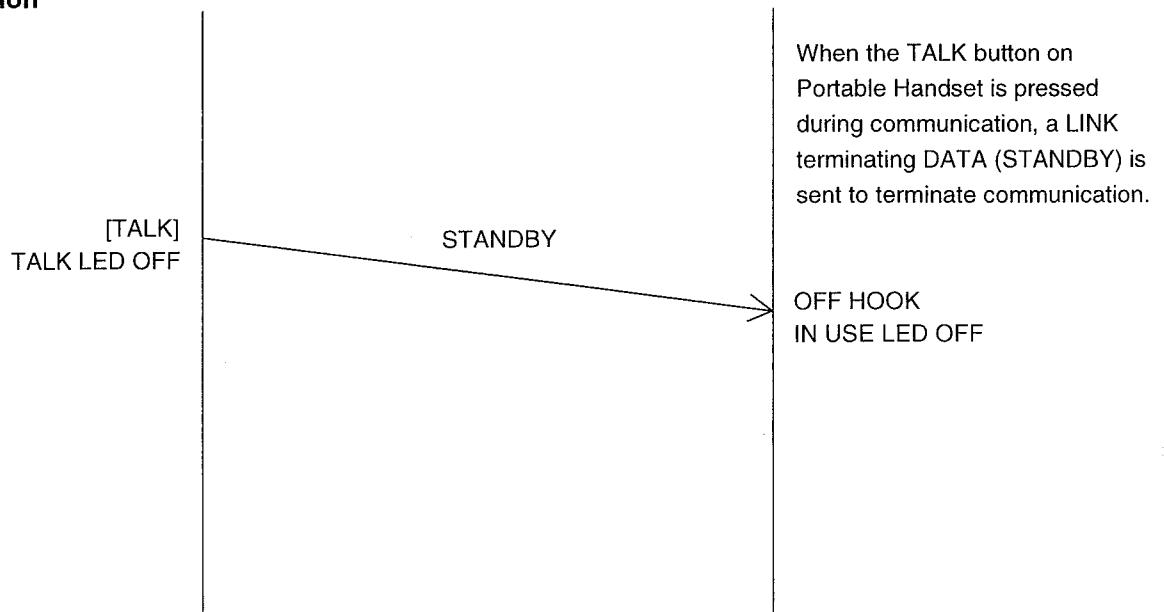 When the TALK button on
Portable Handset is pressed
during communication, a LINK
terminating DATA (STANDBY) is
sent to terminate communication.
[TALK]
TALK LED OFF
STANDBY
OFF HOOK
IN USE LED OFF